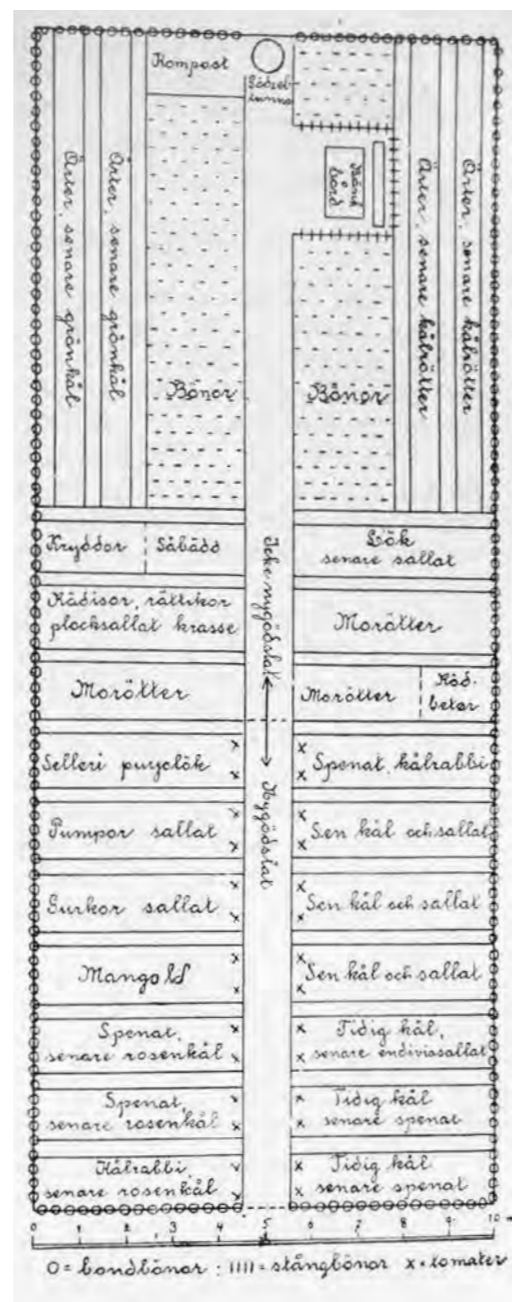 Kompost
Bänk
bord
Ärter, senare grönkål
Ärter, senare grönkål
Bönor
Bönor
Ärter, senare kålrötter
Ärter, senare kålrötter
Kryddor
Såbädd
Lök
senare sallat
Rädisor, rättikor
plocksallat krasse
Morötter
Morötter
Morötter
Röd-
betor
Icke nygödslat
Nygödslat
Selleri purjolök
Spenat, kålrabbi
Pumpor sallat
Sen kål och sallat
Gurkor sallat
Sen kål och sallat
Mangold
Sen kål och sallat
Spenat,
senare rosenkål
Tidig kål,
senare endiviesallat
Spenat,
senare rosenkål
Tidig kål
senare spenat
Kålrabbi,
senare rosenkål
Tidig kål
senare spenat
0 1 2 3 4 5 6 7 8 9 10
O = bondbönor : IIII = stångbönor x = tomater